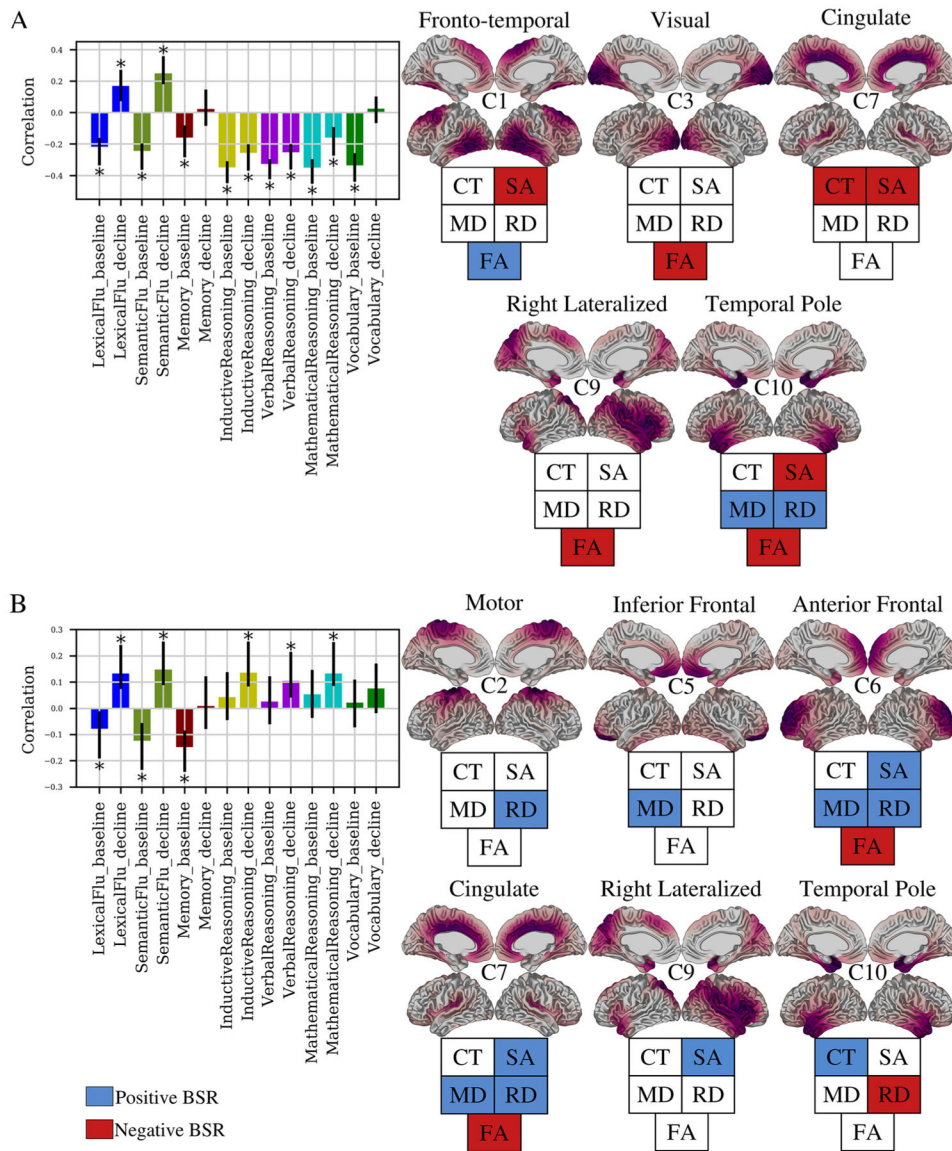 A
Correlation
0.4
0.2
0.0
−0.2
−0.4
LexicalFlu_baseline
LexicalFlu_decline
SemanticFlu_baseline
SemanticFlu_decline
Memory_baseline
Memory_decline
InductiveReasoning_baseline
InductiveReasoning_decline
VerbalReasoning_baseline
VerbalReasoning_decline
MathematicalReasoning_baseline
MathematicalReasoning_decline
Vocabulary_baseline
Vocabulary_decline
Fronto-temporal
C1
CT SA
MD RD
FA
Visual
C3
CT SA
MD RD
FA
Cingulate
C7
CT SA
MD RD
FA
Right Lateralized
C9
CT SA
MD RD
FA
Temporal Pole
C10
CT SA
MD RD
FA
B
Correlation
0.3
0.2
0.1
0.0
−0.1
−0.2
−0.3
LexicalFlu_baseline
LexicalFlu_decline
SemanticFlu_baseline
SemanticFlu_decline
Memory_baseline
Memory_decline
InductiveReasoning_baseline
InductiveReasoning_decline
VerbalReasoning_baseline
VerbalReasoning_decline
MathematicalReasoning_baseline
MathematicalReasoning_decline
Vocabulary_baseline
Vocabulary_decline
Motor
C2
CT SA
MD RD
FA
Inferior Frontal
C5
CT SA
MD RD
FA
Anterior Frontal
C6
CT SA
MD RD
FA
Cingulate
C7
CT SA
MD RD
FA
Right Lateralized
C9
CT SA
MD RD
FA
Temporal Pole
C10
CT SA
MD RD
FA
Positive BSR
Negative BSR